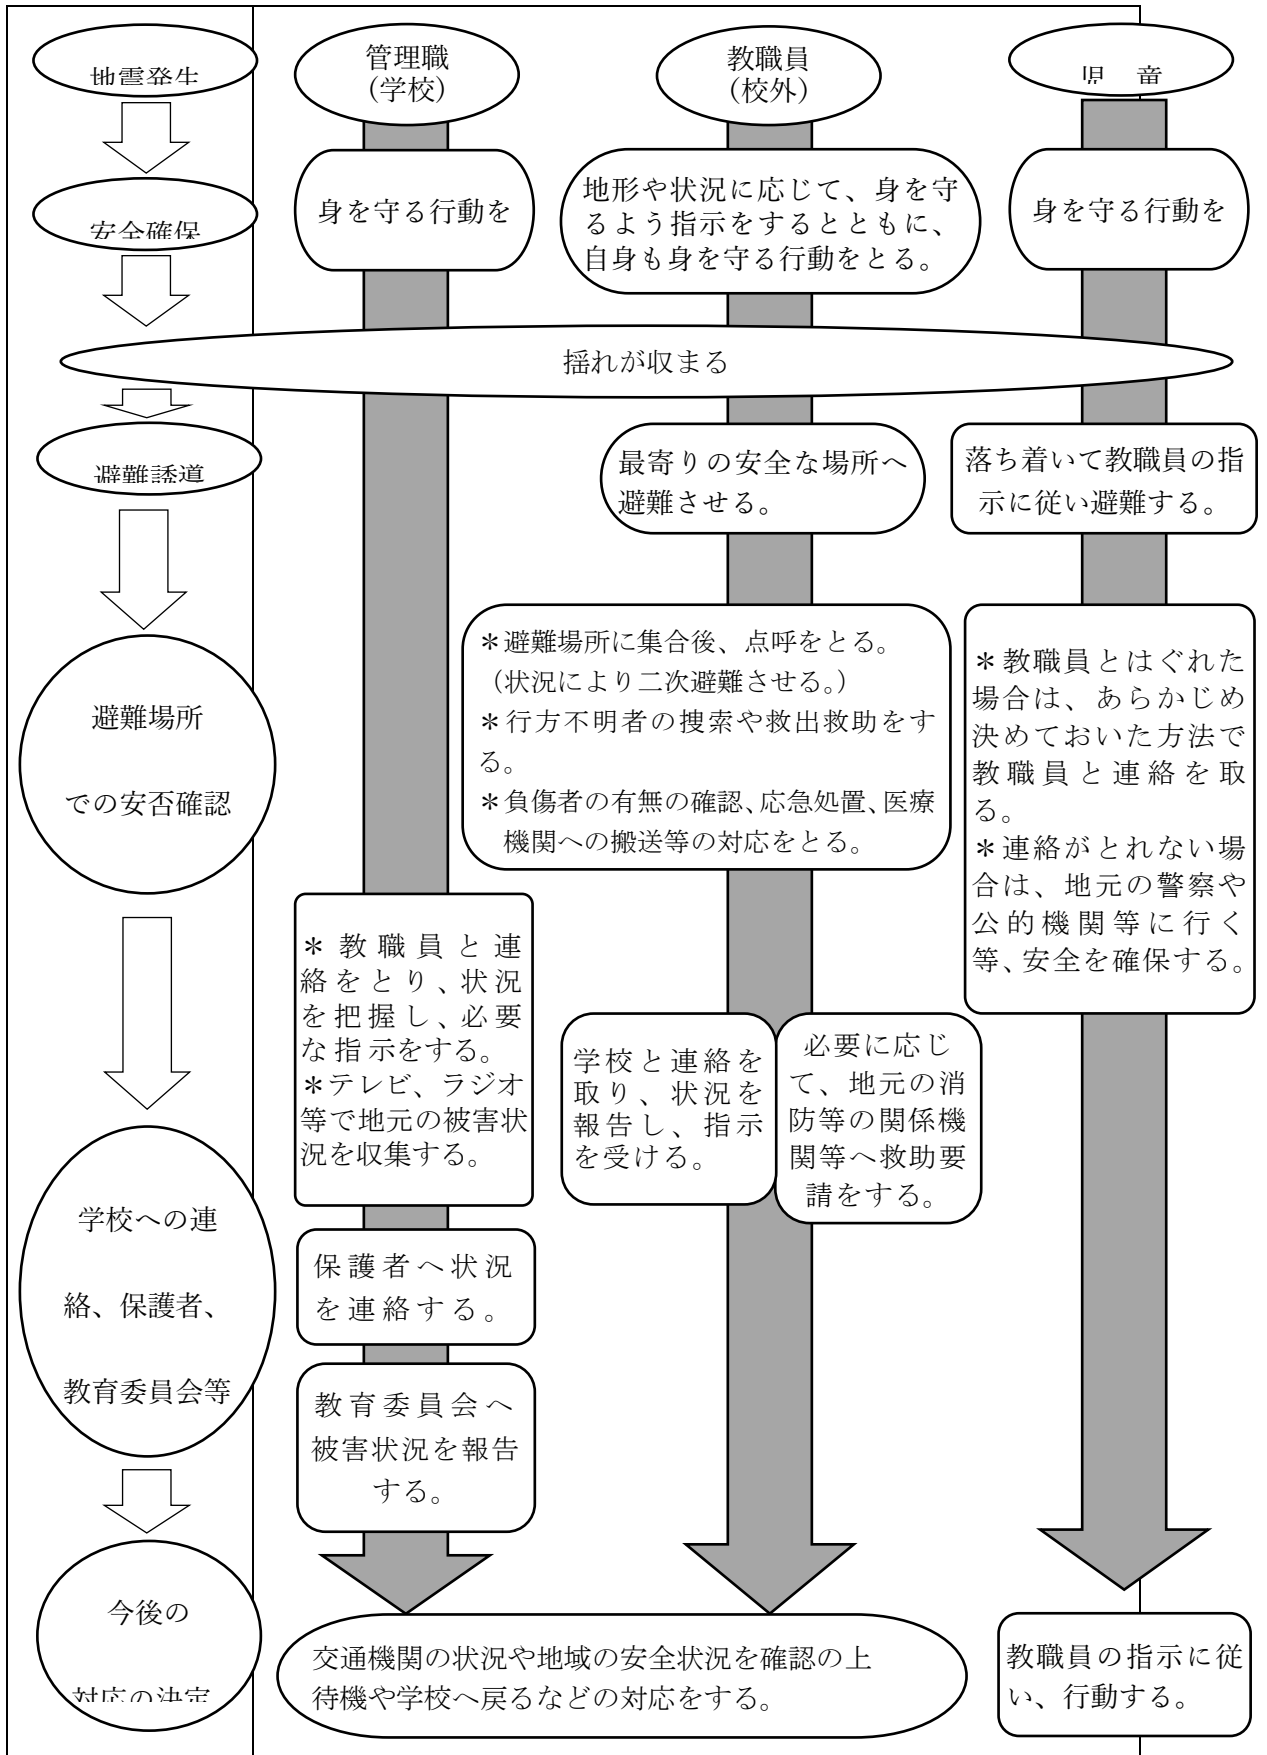 地震発生
管理職
(学校)
教職員
(校外)
児　童
安全確保
身を守る行動を
地形や状況に応じて、身を守
るよう指示をするとともに、
自身も身を守る行動をとる。
身を守る行動を
揺れが収まる
避難誘導
最寄りの安全な場所へ
避難させる。
落ち着いて教職員の指
示に従い避難する。
避難場所
での安否確認
＊避難場所に集合後、点呼をとる。
（状況により二次避難させる。）
＊行方不明者の捜索や救出救助をす
る。
＊負傷者の有無の確認、応急処置、医療
機関への搬送等の対応をとる。
＊教職員とはぐれた
場合は、あらかじめ
決めておいた方法で
教職員と連絡を取
る。
＊連絡がとれない場
合は、地元の警察や
公的機関等に行く
等、安全を確保する。
＊教職員と連
絡をとり、状況
を把握し、必要
な指示をする。
＊テレビ、ラジオ
等で地元の被害状
況を収集する。
学校と連絡を
取り、状況を
報告し、指示
を受ける。
必要に応じ
て、地元の消
防等の関係機
関等へ救助要
請をする。
学校への連
絡、保護者、
教育委員会等
保護者へ状況
を連絡する。
教育委員会へ
被害状況を報告
する。
今後の
対応の決定
交通機関の状況や地域の安全状況を確認の上
待機や学校へ戻るなどの対応をする。
教職員の指示に従
い、行動する。